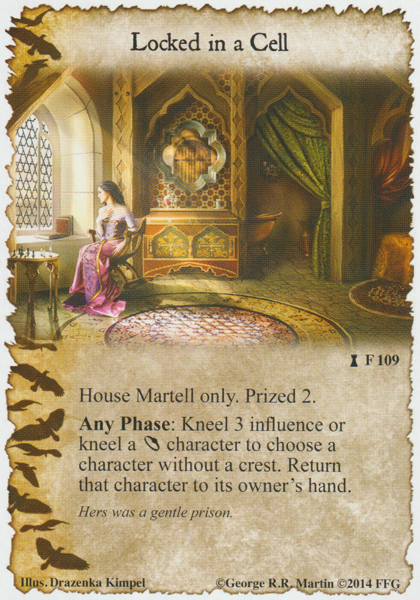 Locked in a Cell
F 109
House Martell only. Prized 2.
Any Phase: Kneel 3 influence or
kneel a character to choose a
character without a crest. Return
that character to its owner's hand.
Hers was a gentle prison.
Illus. Drazenka Kimpel ©George R.R. Martin ©2014 FFG